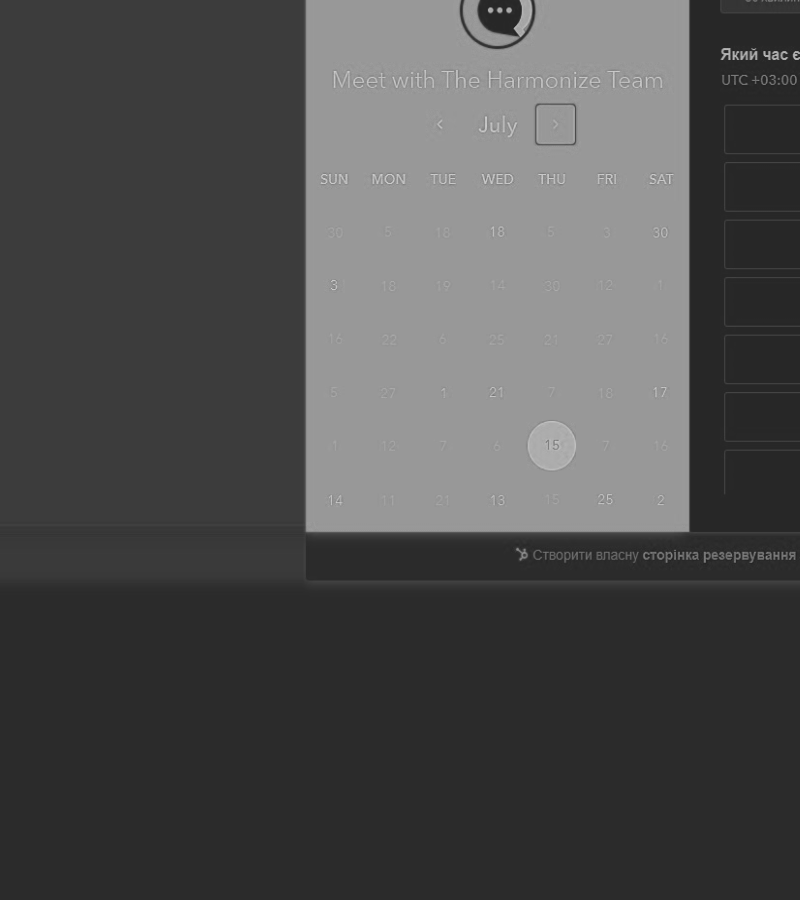 Meet with The Harmonize Team
Який час є
UTC +03:00
‹ July ›
SUN MON TUE WED THU FRI SAT
30 5 18 18 5 3 30
3 18 19 14 30 12 1
16 22 6 25 21 27 16
5 27 1 21 7 18 17
1 12 7 6 15 7 16
14 11 21 13 15 25 2
Створити власну сторінка резервування